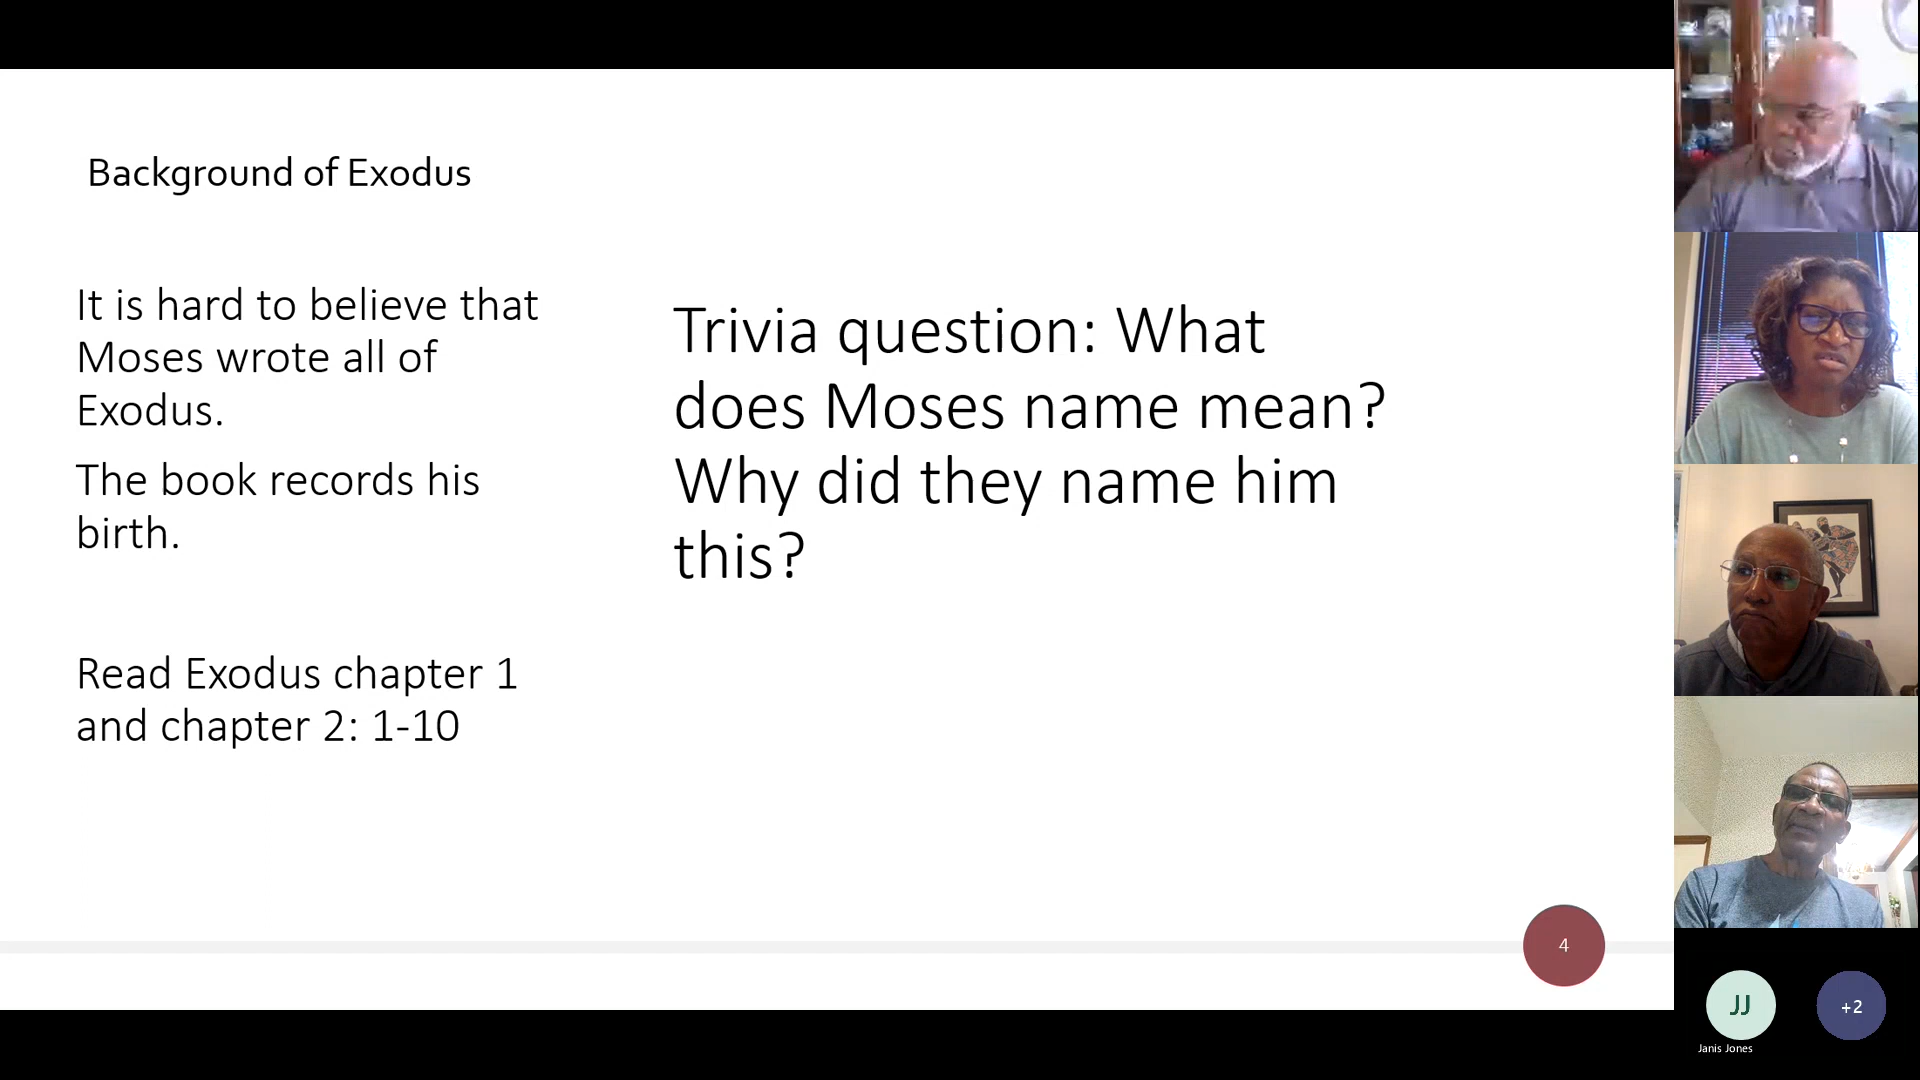 Background of Exodus
It is hard to believe that
Moses wrote all of
Exodus.
The book records his
birth.
Read Exodus chapter 1
and chapter 2: 1-10
Trivia question: What
does Moses name mean?
Why did they name him
this?
4
JJ
+2
Janis Jones